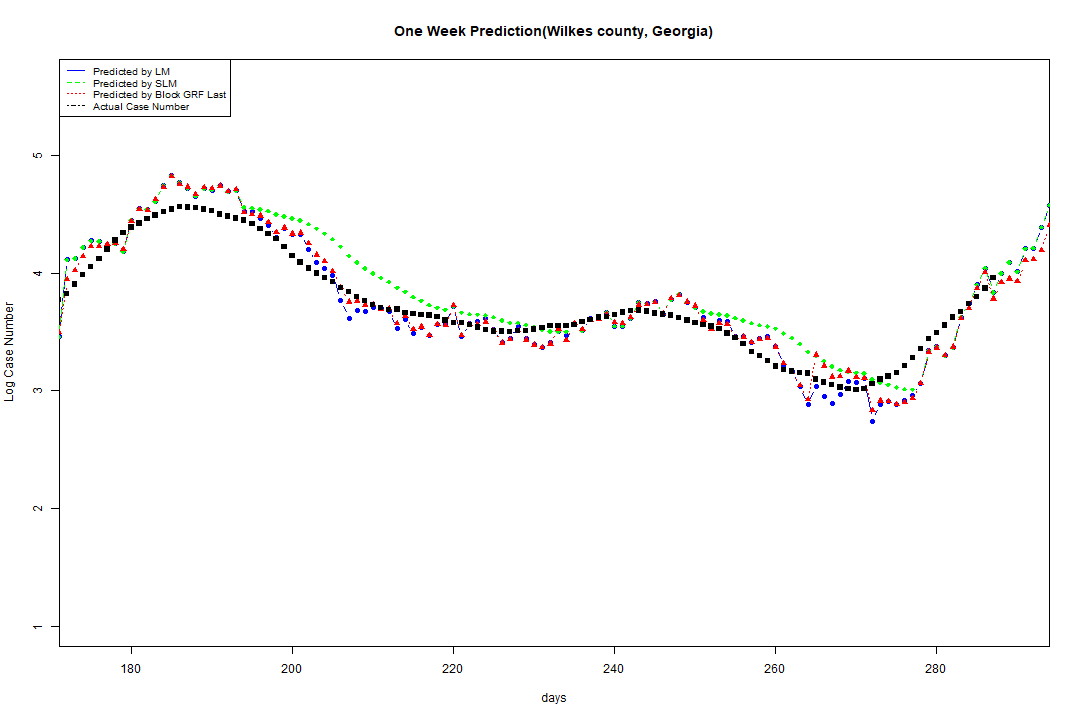 One Week Prediction(Wilkes county, Georgia)
Predicted by LM
Predicted by SLM
Predicted by Block GRF Last
Actual Case Number
5
4
3
2
1
Log Case Number
180 200 220 240 260 280
days